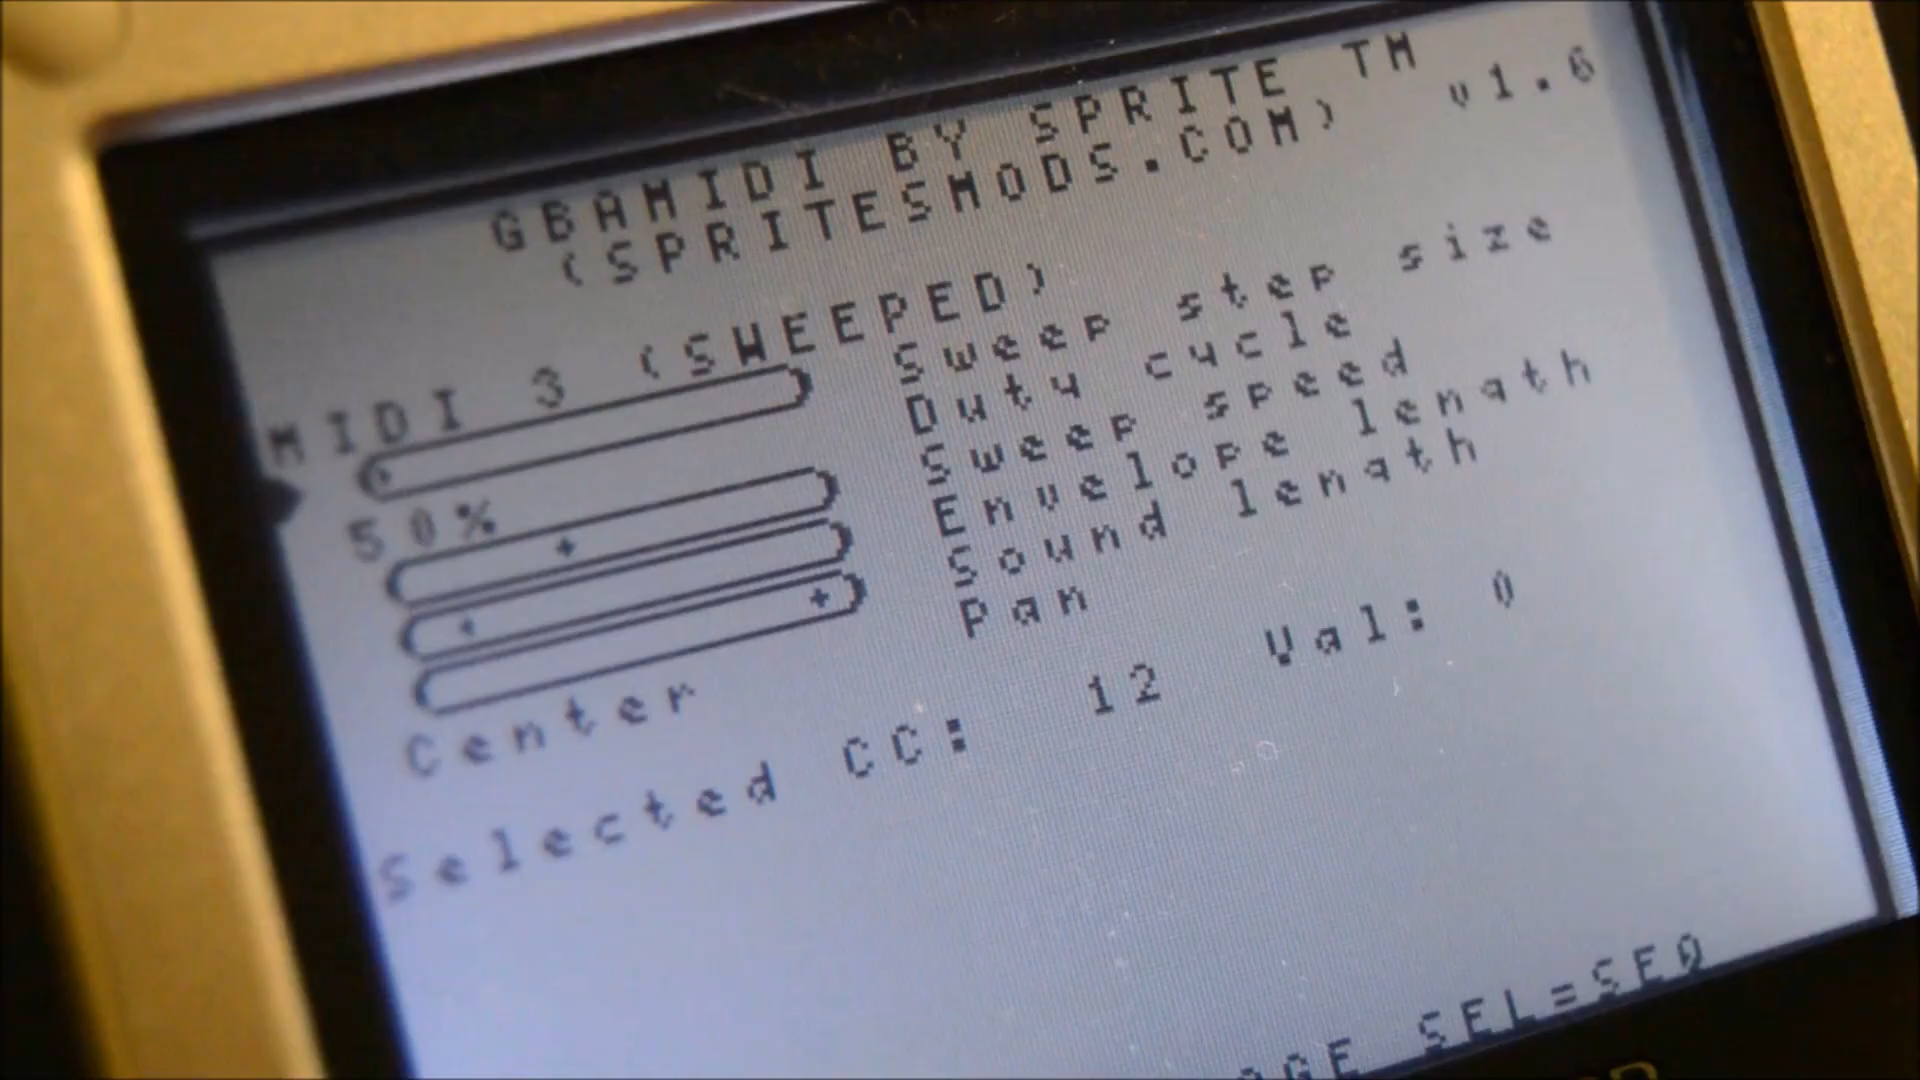 GBAMIDI BY SPRITE TM
(SPRITESMODS.COM) v1.6
MIDI 3 (SWEEPED)
Sweep step size
50% Duty cycle
Sweep speed
Envelope length
Sound length
Center Pan
Selected CC: 12 Val: 0
SEL=SEQ